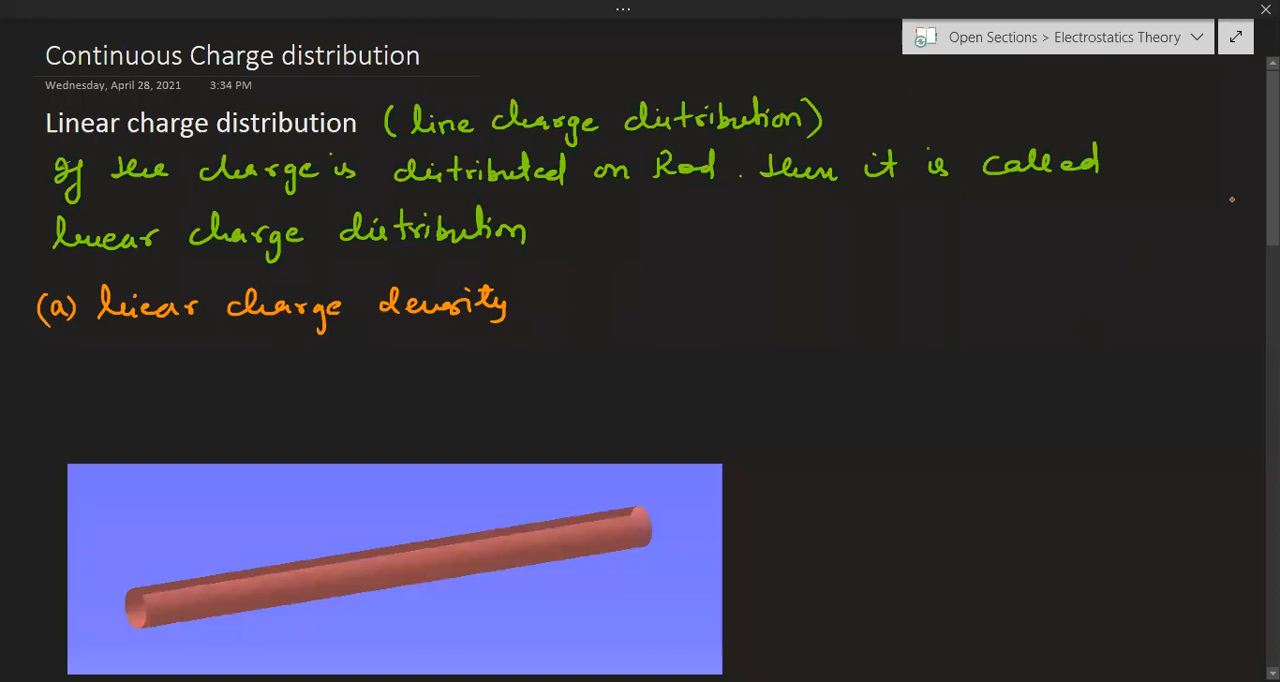 ...
Continuous Charge distribution
Open Sections > Electrostatics Theory
Wednesday, April 28, 2021 3:34 PM
Linear charge distribution (line charge distribution)
If the charge is distributed on Rod. then it is called
linear charge distribution
(a) linear charge density